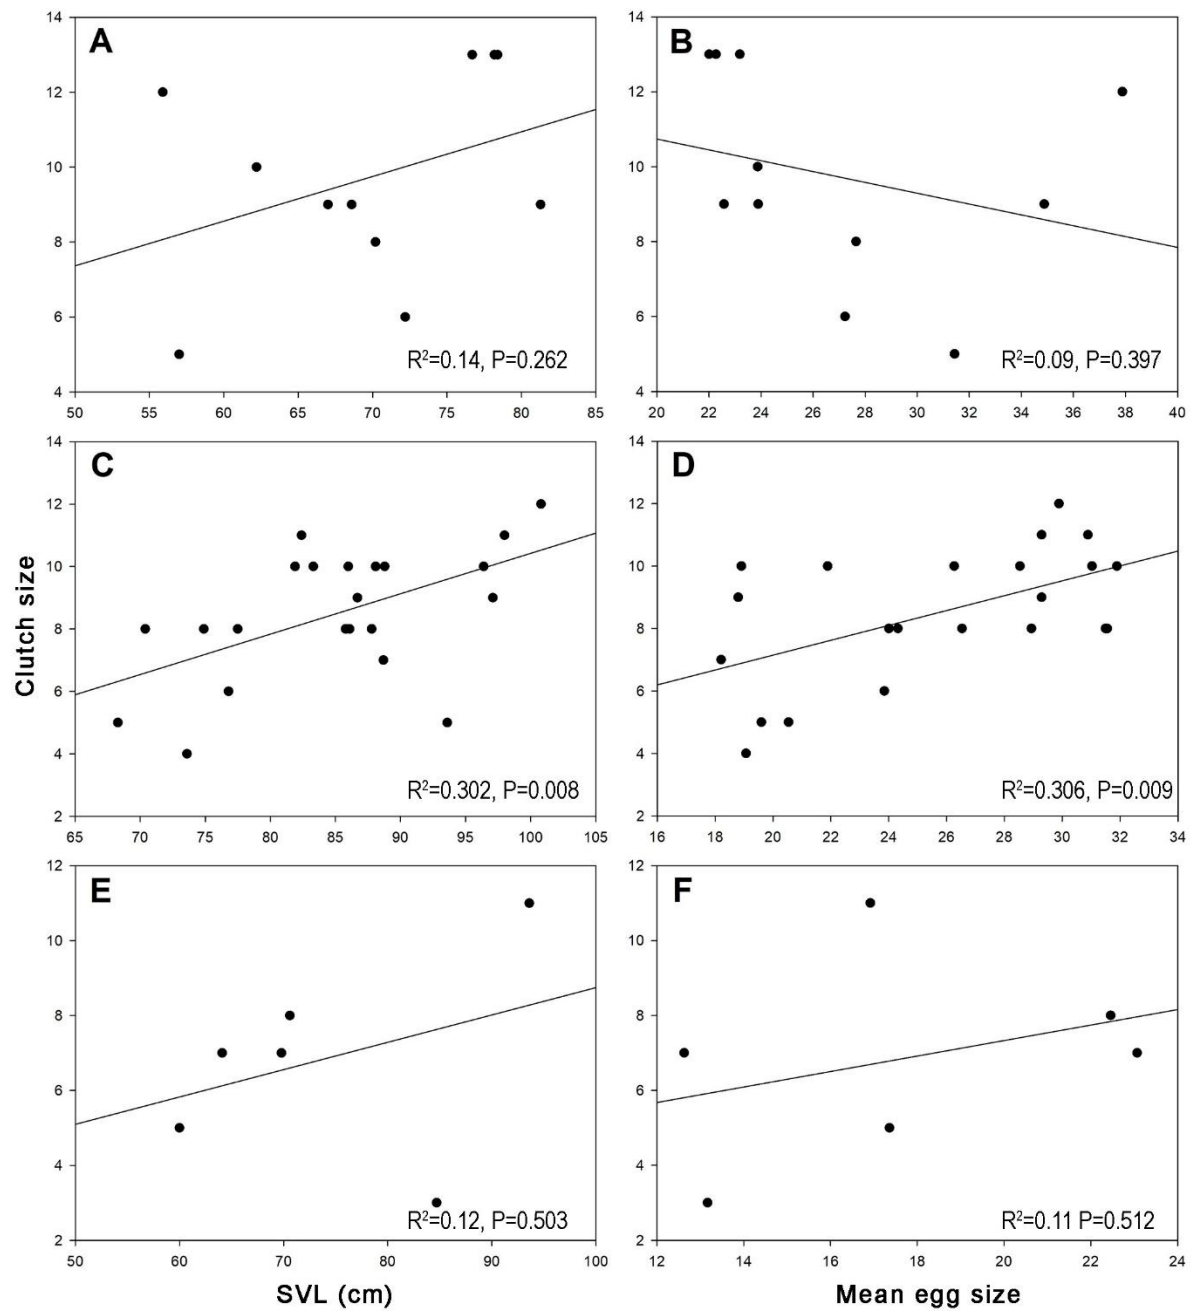 A
14
12
10
8
6
4
50 55 60 65 70 75 80 85
R²=0.14, P=0.262
B
14
12
10
8
6
4
20 22 24 26 28 30 32 34 36 38 40
R²=0.09, P=0.397
Clutch size
C
14
12
10
8
6
4
2
65 70 75 80 85 90 95 100 105
R²=0.302, P=0.008
D
14
12
10
8
6
4
2
16 18 20 22 24 26 28 30 32 34
R²=0.306, P=0.009
E
12
10
8
6
4
2
50 60 70 80 90 100
R²=0.12, P=0.503
SVL (cm)
F
12
10
8
6
4
2
12 14 16 18 20 22 24
R²=0.11 P=0.512
Mean egg size